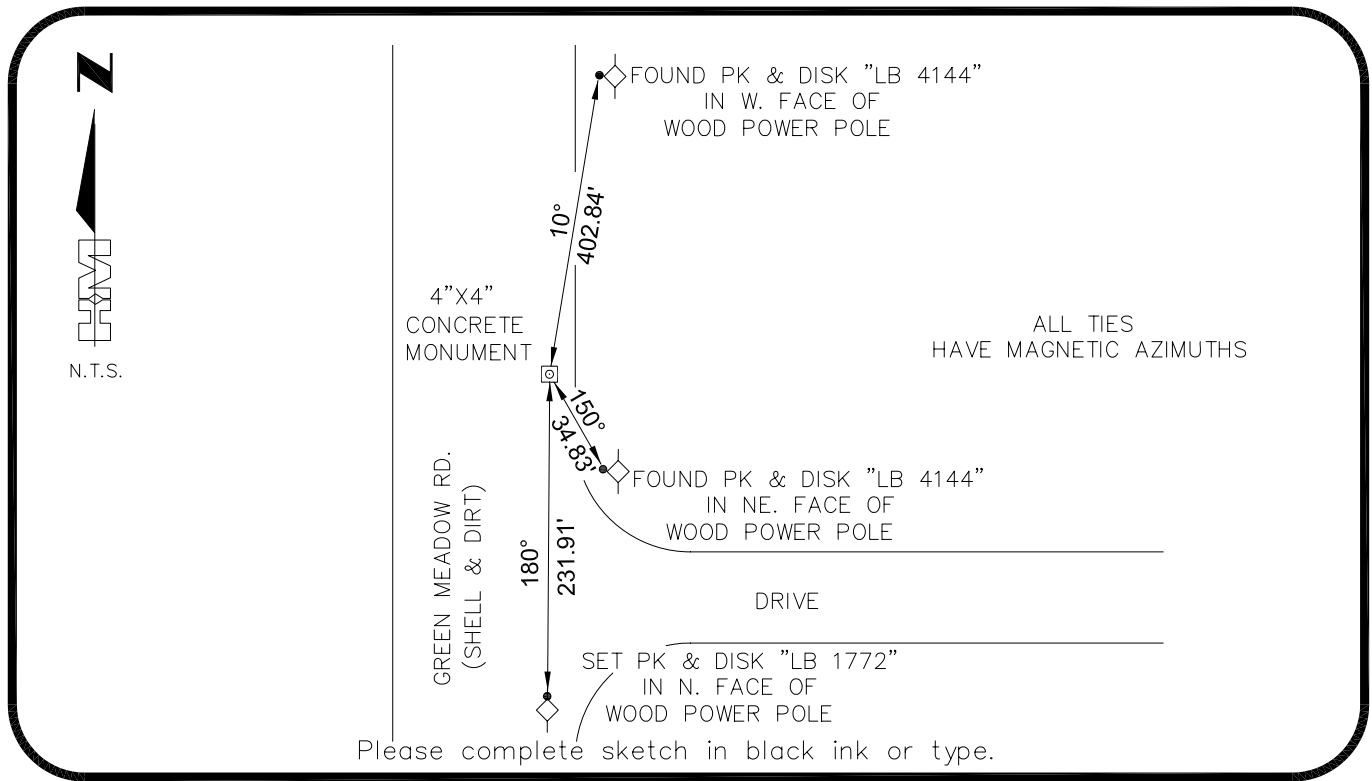 N
HM
N.T.S.
FOUND PK & DISK "LB 4144"
IN W. FACE OF
WOOD POWER POLE
10°
402.84'
4"X4"
CONCRETE
MONUMENT
ALL TIES
HAVE MAGNETIC AZIMUTHS
150°
34.83'
FOUND PK & DISK "LB 4144"
IN NE. FACE OF
WOOD POWER POLE
GREEN MEADOW RD.
(SHELL & DIRT)
180°
231.91'
DRIVE
SET PK & DISK "LB 1772"
IN N. FACE OF
WOOD POWER POLE
Please complete sketch in black ink or type.